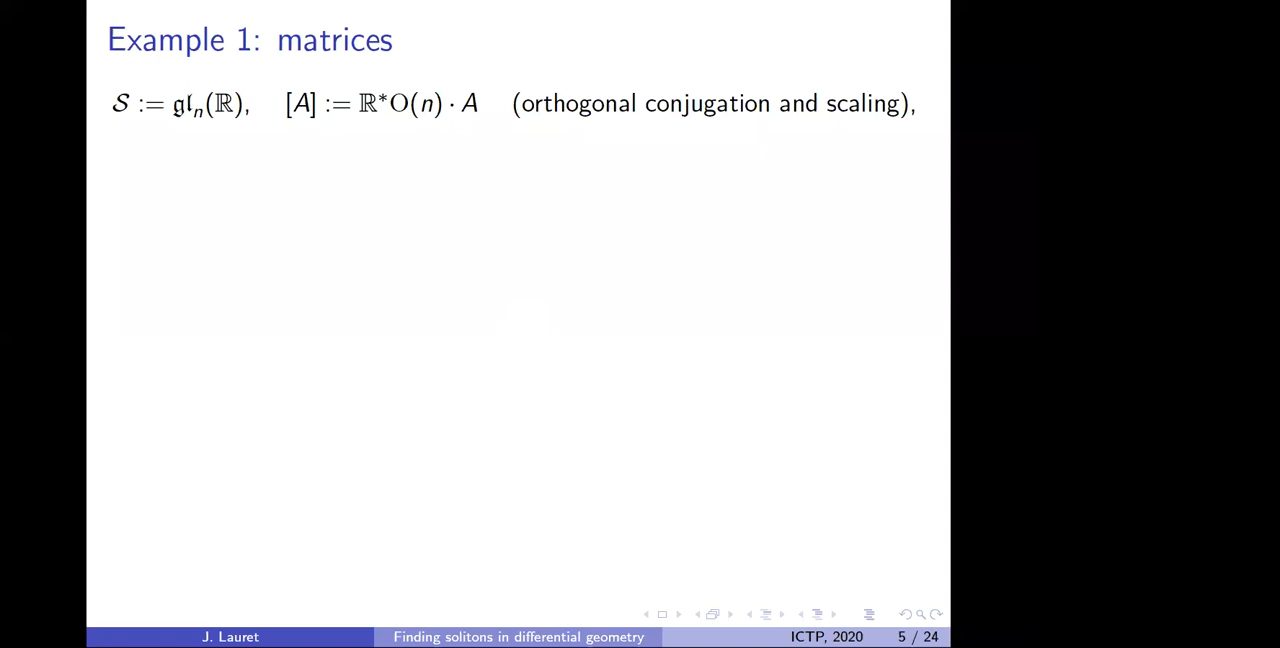 Example 1: matrices
𝒮 := 𝔤𝔩ₙ(ℝ), [A] := ℝ*O(n) · A (orthogonal conjugation and scaling),
J. Lauret Finding solitons in differential geometry ICTP, 2020 5 / 24